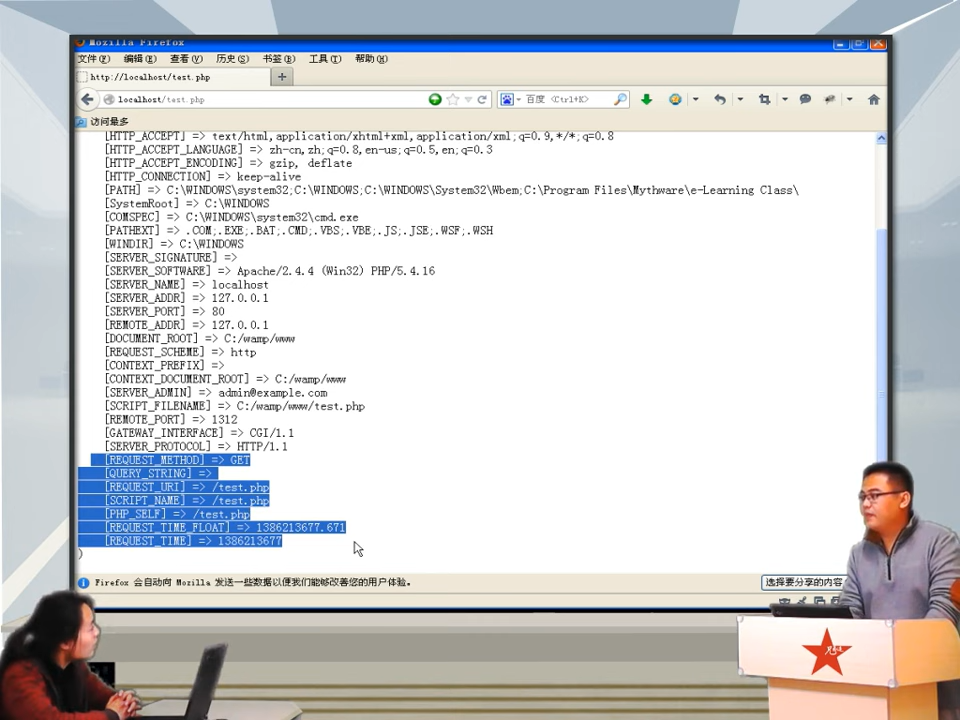 Mozilla Firefox
文件(F) 编辑(E) 查看(V) 历史(S) 书签(B) 工具(T) 帮助(H)
http://localhost/test.php
localhost/test.php 百度 <Ctrl+K>
访问最多
[HTTP_ACCEPT] => text/html,application/xhtml+xml,application/xml;q=0.9,*/*;q=0.8
[HTTP_ACCEPT_LANGUAGE] => zh-cn,zh;q=0.8,en-us;q=0.5,en;q=0.3
[HTTP_ACCEPT_ENCODING] => gzip, deflate
[HTTP_CONNECTION] => keep-alive
[PATH] => C:\WINDOWS\system32;C:\WINDOWS;C:\WINDOWS\System32\Wbem;C:\Program Files\Mythware\e-Learning Class\
[SystemRoot] => C:\WINDOWS
[COMSPEC] => C:\WINDOWS\system32\cmd.exe
[PATHEXT] => .COM;.EXE;.BAT;.CMD;.VBS;.VBE;.JS;.JSE;.WSF;.WSH
[WINDIR] => C:\WINDOWS
[SERVER_SIGNATURE] =>
[SERVER_SOFTWARE] => Apache/2.4.4 (Win32) PHP/5.4.16
[SERVER_NAME] => localhost
[SERVER_ADDR] => 127.0.0.1
[SERVER_PORT] => 80
[REMOTE_ADDR] => 127.0.0.1
[DOCUMENT_ROOT] => C:/wamp/www
[REQUEST_SCHEME] => http
[CONTEXT_PREFIX] =>
[CONTEXT_DOCUMENT_ROOT] => C:/wamp/www
[SERVER_ADMIN] => admin@example.com
[SCRIPT_FILENAME] => C:/wamp/www/test.php
[REMOTE_PORT] => 1312
[GATEWAY_INTERFACE] => CGI/1.1
[SERVER_PROTOCOL] => HTTP/1.1
[REQUEST_METHOD] => GET
[QUERY_STRING] =>
[REQUEST_URI] => /test.php
[SCRIPT_NAME] => /test.php
[PHP_SELF] => /test.php
[REQUEST_TIME_FLOAT] => 1386213677.671
[REQUEST_TIME] => 1386213677
)
Firefox 会自动向 Mozilla 发送一些数据以便我们能够改善您的用户体验。 选择要分享的内容